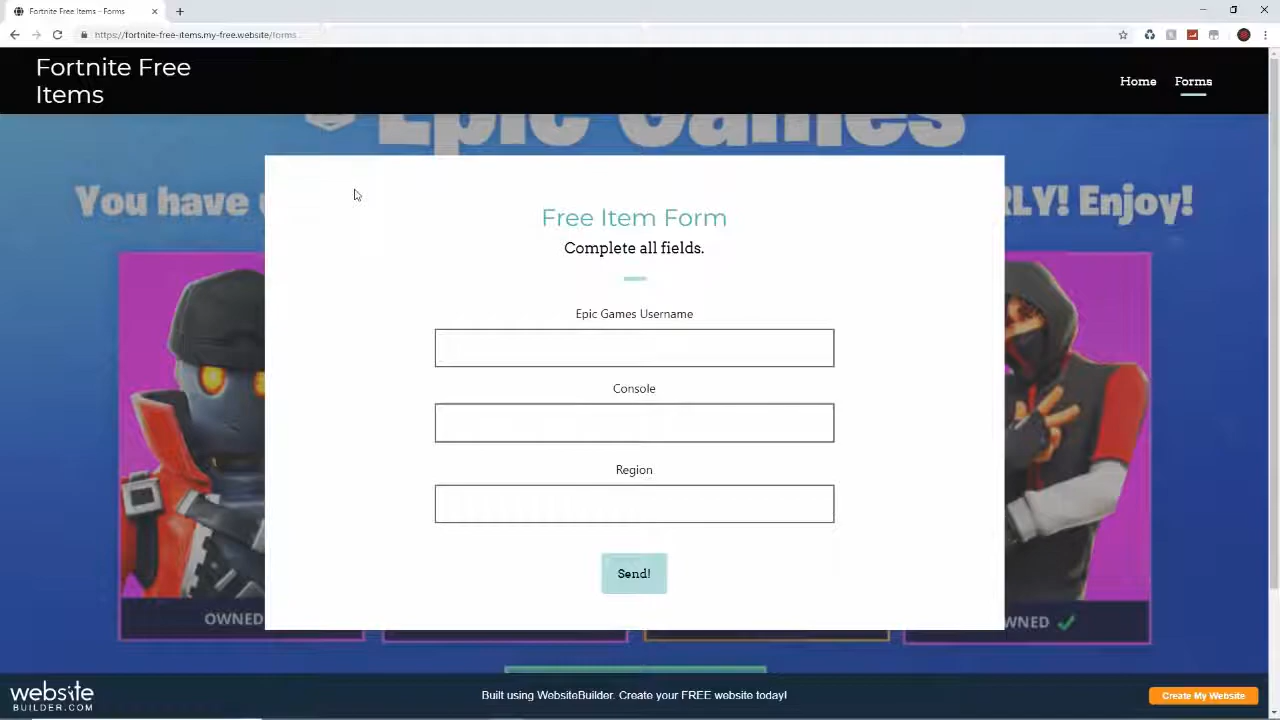 Fortnite Free Items - Forms
https://fortnite-free-items.my-free.website/forms
Fortnite Free
Items
Home
Forms
Epic Games
You have
RLY! Enjoy!
Free Item Form
Complete all fields.
Epic Games Username
Console
Region
Send!
OWNED
WNED
website
BUILDER.COM
Built using WebsiteBuilder. Create your FREE website today!
Create My Website